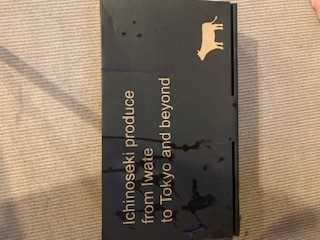 Ichinoseki produce
from Iwate
to Tokyo and beyond